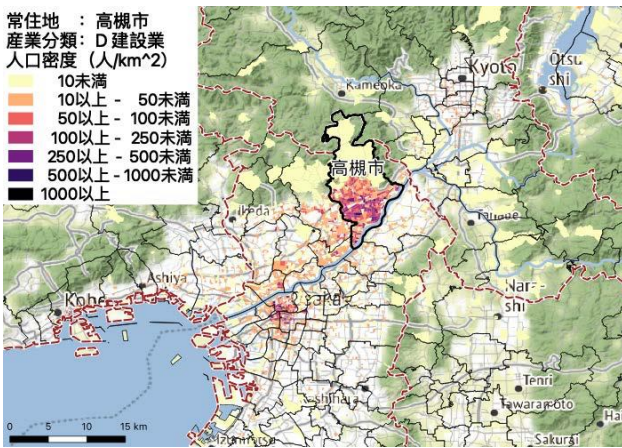 常住地 : 高槻市
産業分類: D 建設業
人口密度 (人/km^2)
10未満
10以上 - 50未満
50以上 - 100未満
100以上 - 250未満
250以上 - 500未満
500以上 - 1000未満
1000以上
Kyoto
Ōtsu
shi
Kameoka
高槻市
Ikeda
Ashiya
Kobe
Nara
shi
Tenri
Tawaramoto
Sakurai
0 5 10 15 km